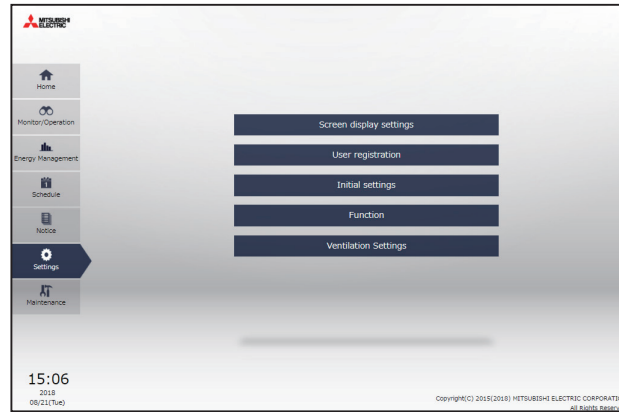 MITSUBISHI
ELECTRIC
Home
Monitor/Operation
Energy Management
Schedule
Notice
Settings
Maintenance
Screen display settings
User registration
Initial settings
Function
Ventilation Settings
15:06
2018
08/21(Tue)
Copyright(C) 2015(2018) MITSUBISHI ELECTRIC CORPORATI
All Rights Reserv